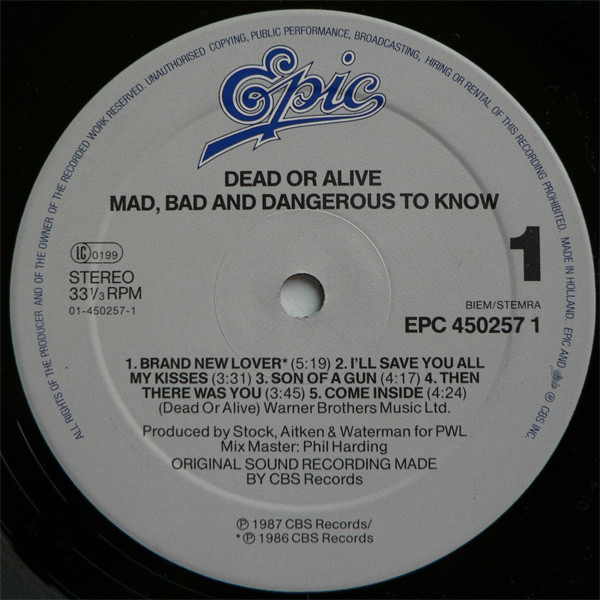 ALL RIGHTS OF THE PRODUCER AND OF THE OWNER OF THE RECORDED WORK RESERVED. UNAUTHORISED COPYING, PUBLIC PERFORMANCE, BROADCASTING, HIRING OR RENTAL OF THIS RECORDING PROHIBITED. MADE IN HOLLAND. EPIC AND ® CBS INC.
Epic
DEAD OR ALIVE
MAD, BAD AND DANGEROUS TO KNOW
1
LC 0199
STEREO
33⅓ RPM
01-450257-1
BIEM/STEMRA
EPC 450257 1
1. BRAND NEW LOVER* (5:19) 2. I'LL SAVE YOU ALL
MY KISSES (3:31) 3. SON OF A GUN (4:17) 4. THEN
THERE WAS YOU (3:45) 5. COME INSIDE (4:24)
(Dead Or Alive) Warner Brothers Music Ltd.
Produced by Stock, Aitken & Waterman for PWL
Mix Master: Phil Harding
ORIGINAL SOUND RECORDING MADE
BY CBS Records
℗ 1987 CBS Records/
*℗ 1986 CBS Records